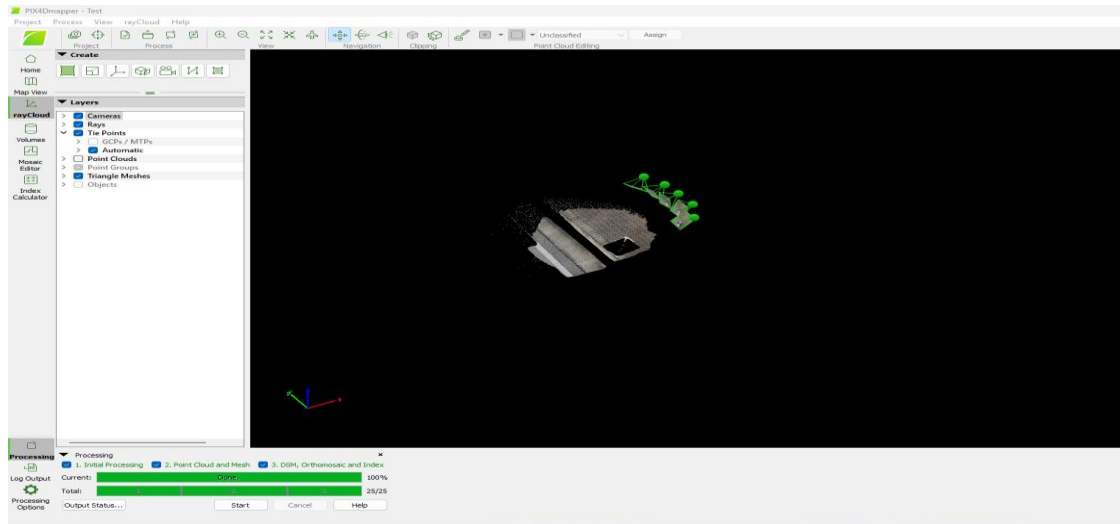 PIX4Dmapper - Test
Project Process View rayCloud Help
Unclassified Assign
Project Process View Navigation Clipping Point Cloud Editing
Create
Home
Map View
Layers
rayCloud
Cameras
Rays
Tie Points
GCPs / MTPs
Automatic
Point Clouds
Point Groups
Triangle Meshes
Objects
Volumes
Mosaic
Editor
Index
Calculator
Processing
Processing
1. Initial Processing 2. Point Cloud and Mesh 3. DSM, Orthomosaic and Index
Log Output
Current: Done. 100%
Total: 1 2 3 25/25
Processing
Options
Output Status... Start Cancel Help